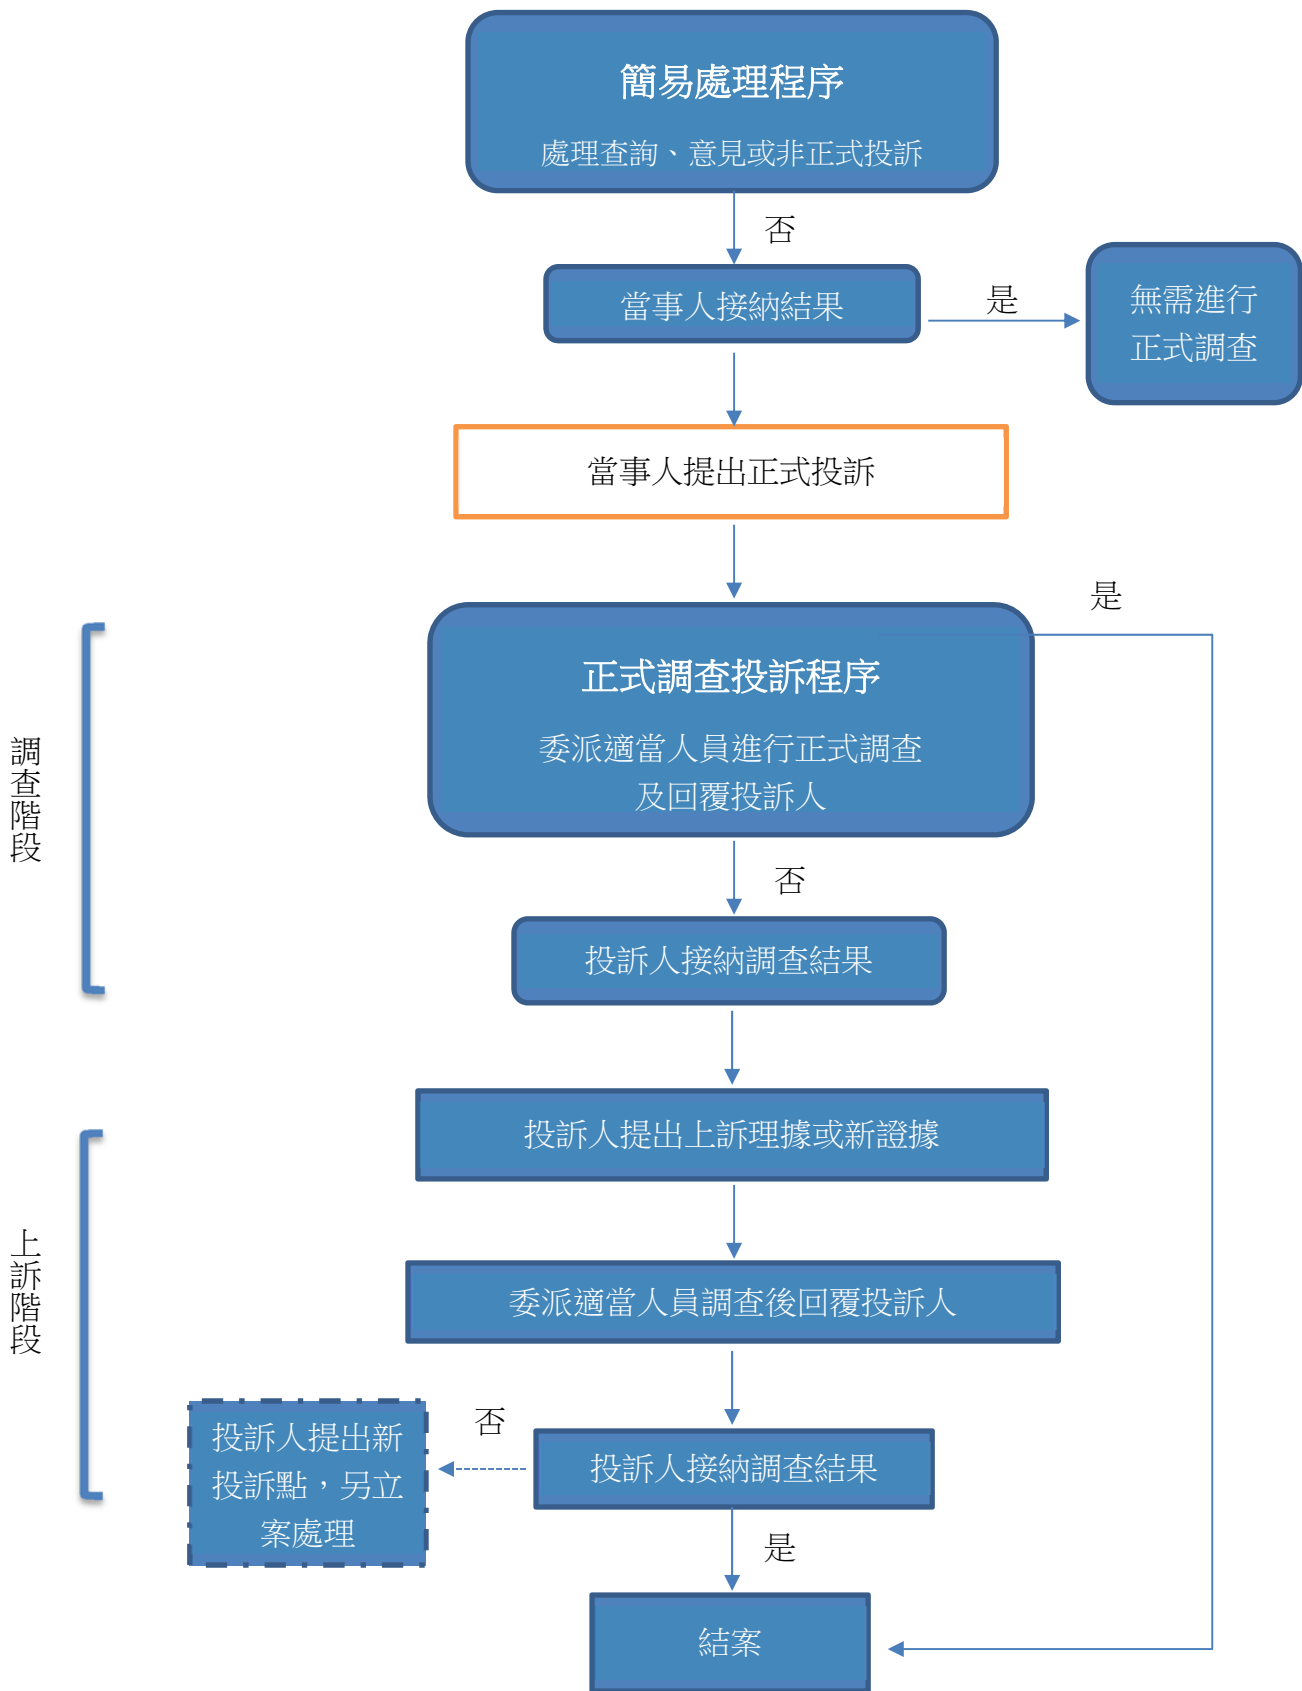 簡易處理程序
處理查詢、意見或非正式投訴
否
當事人接納結果
是
無需進行
正式調查
當事人提出正式投訴
是
正式調查投訴程序
委派適當人員進行正式調查
及回覆投訴人
調查階段
否
投訴人接納調查結果
投訴人提出上訴理據或新證據
上訴階段
委派適當人員調查後回覆投訴人
投訴人提出新
投訴點，另立
案處理
否
投訴人接納調查結果
是
結案